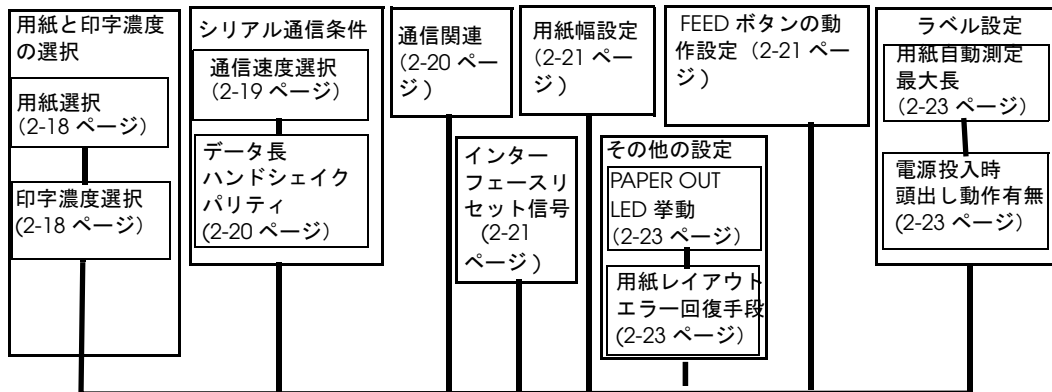 用紙と印字濃度
の選択
用紙選択
(2-18 ページ)
印字濃度選択
(2-18 ページ)
シリアル通信条件
通信速度選択
(2-19 ページ)
データ長
ハンドシェイク
パリティ
(2-20 ページ)
通信関連
(2-20 ペー
ジ )
用紙幅設定
(2-21 ペー
ジ )
インター
フェースリ
セット信号
(2-21
ページ )
FEED ボタンの動
作設定（2-21 ペー
ジ )
その他の設定
PAPER OUT
LED 挙動
(2-23 ページ)
用紙レイアウト
エラー回復手段
(2-23 ページ)
ラベル設定
用紙自動測定
最大長
(2-23 ページ)
電源投入時
頭出し動作有無
(2-23 ページ)